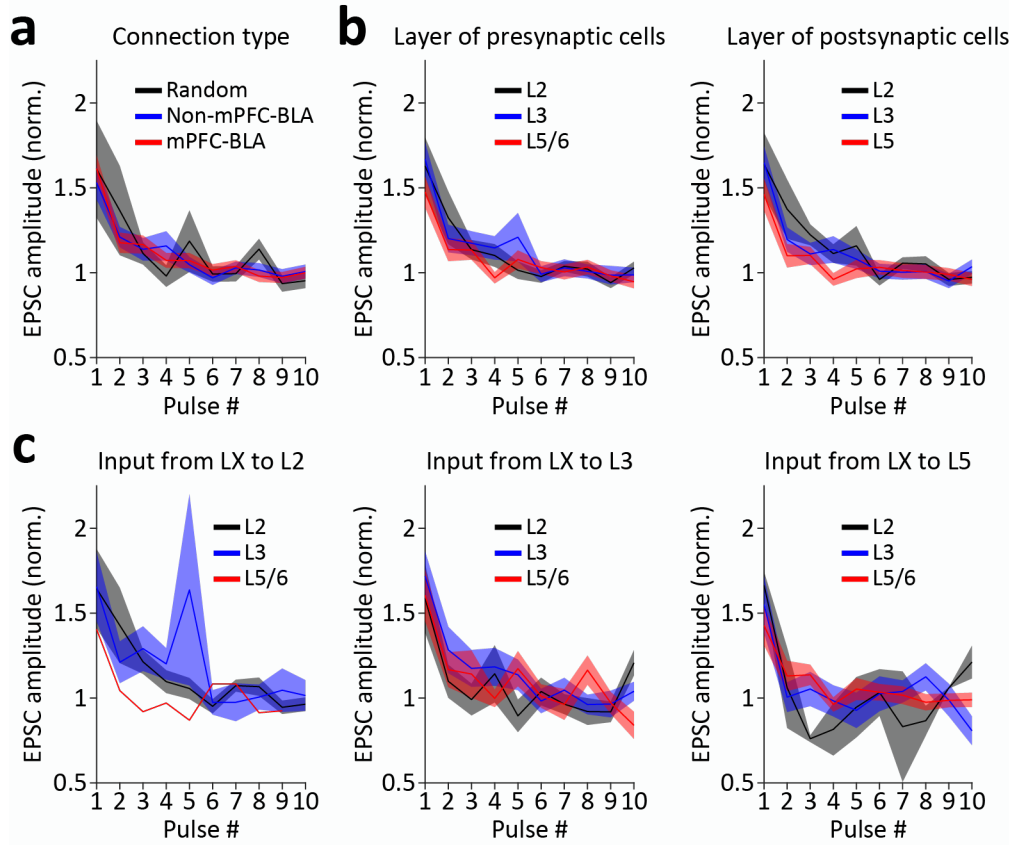 a
Connection type
EPSC amplitude (norm.)
2
1.5
1
0.5
Random
Non-mPFC-BLA
mPFC-BLA
1 2 3 4 5 6 7 8 9 10
Pulse #
b
Layer of presynaptic cells
EPSC amplitude (norm.)
2
1.5
1
0.5
L2
L3
L5/6
1 2 3 4 5 6 7 8 9 10
Pulse #
Layer of postsynaptic cells
EPSC amplitude (norm.)
2
1.5
1
0.5
L2
L3
L5
1 2 3 4 5 6 7 8 9 10
Pulse #
c
Input from LX to L2
EPSC amplitude (norm.)
2
1.5
1
0.5
L2
L3
L5/6
1 2 3 4 5 6 7 8 9 10
Pulse #
Input from LX to L3
EPSC amplitude (norm.)
2
1.5
1
0.5
L2
L3
L5/6
1 2 3 4 5 6 7 8 9 10
Pulse #
Input from LX to L5
EPSC amplitude (norm.)
2
1.5
1
0.5
L2
L3
L5/6
1 2 3 4 5 6 7 8 9 10
Pulse #